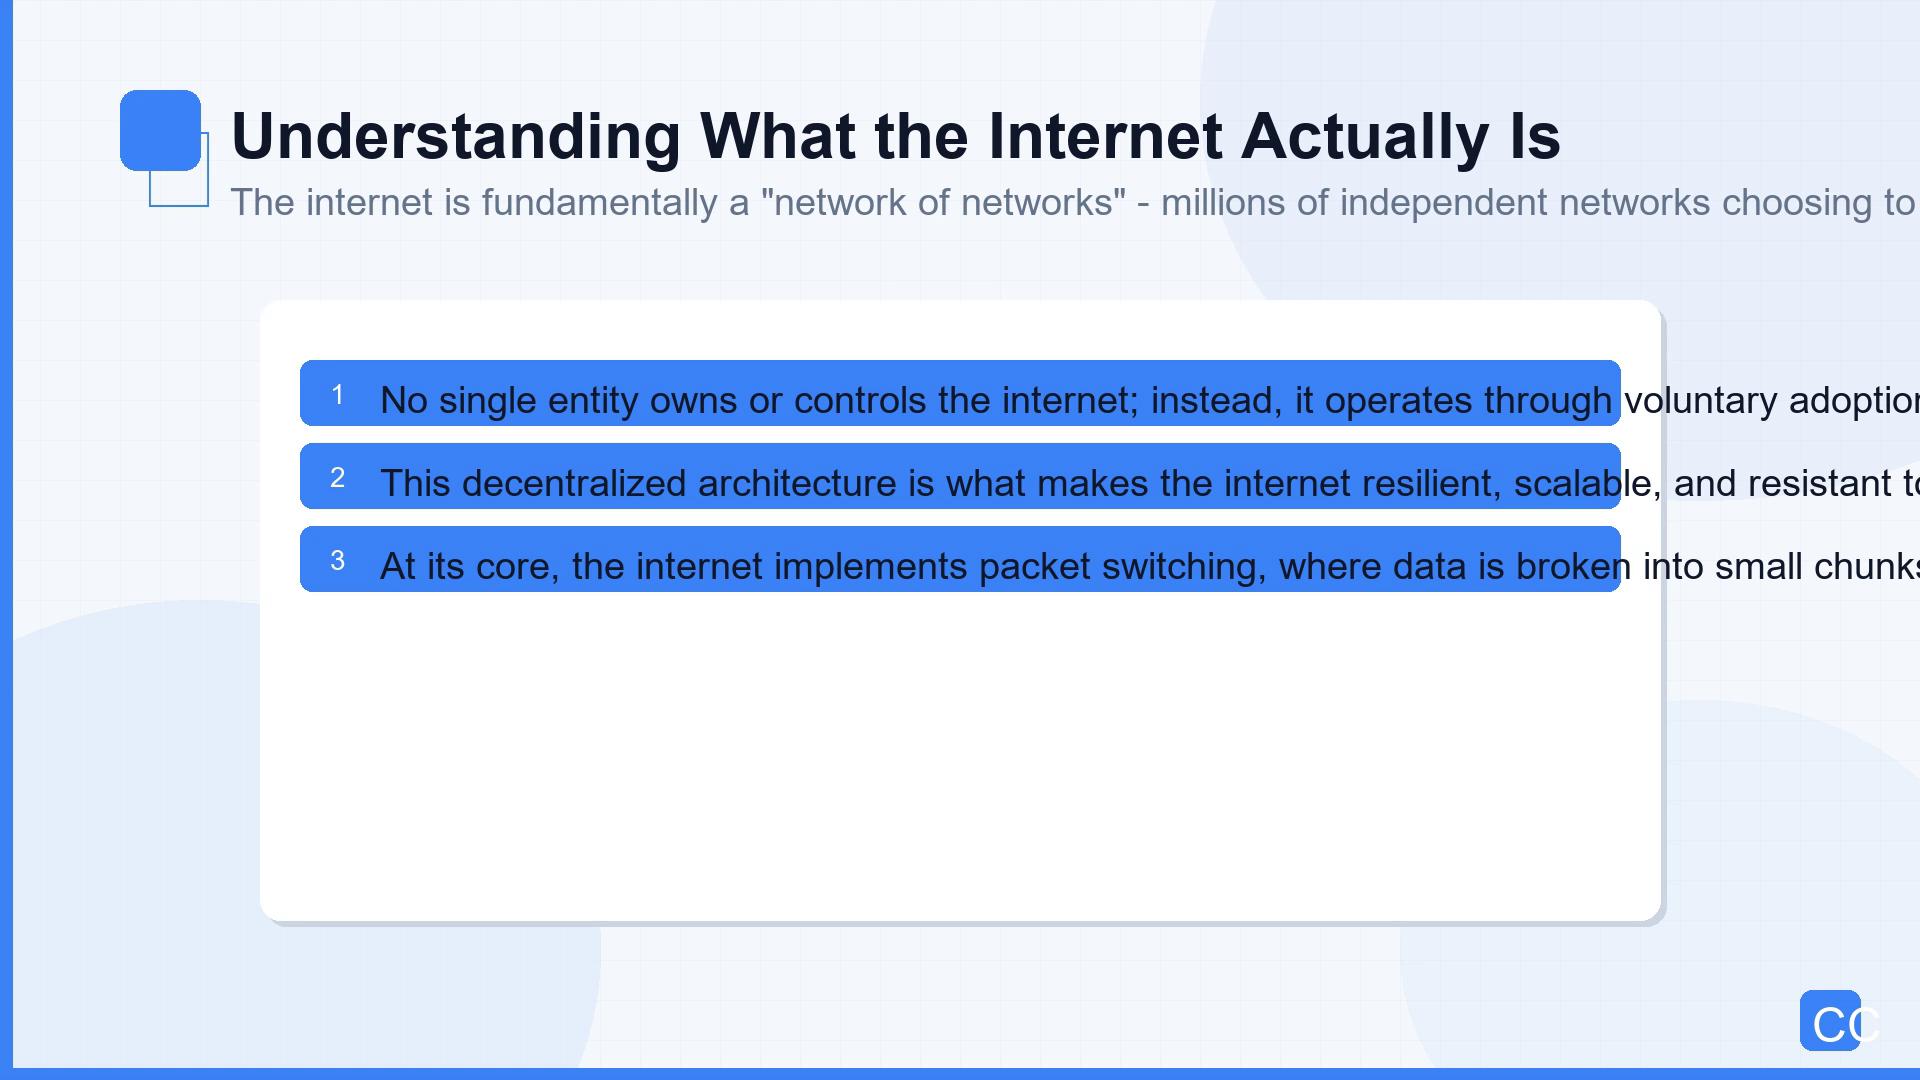 Understanding What the Internet Actually Is
The internet is fundamentally a "network of networks" - millions of independent networks choosing to
1 No single entity owns or controls the internet; instead, it operates through voluntary adoption
2 This decentralized architecture is what makes the internet resilient, scalable, and resistant to
3 At its core, the internet implements packet switching, where data is broken into small chunks
CC